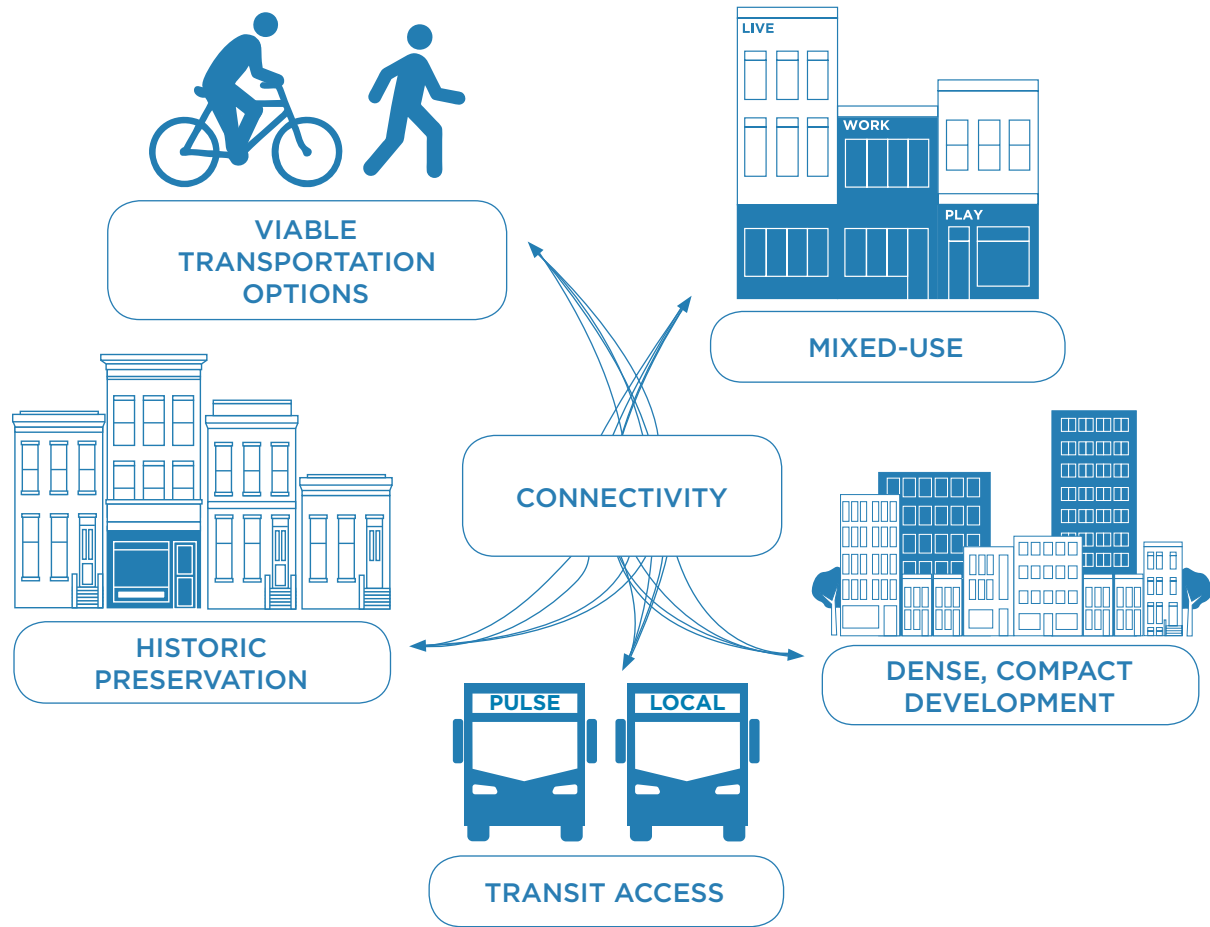 LIVE
WORK
PLAY
VIABLE
TRANSPORTATION
OPTIONS
MIXED-USE
CONNECTIVITY
HISTORIC
PRESERVATION
DENSE, COMPACT
DEVELOPMENT
PULSE
LOCAL
TRANSIT ACCESS